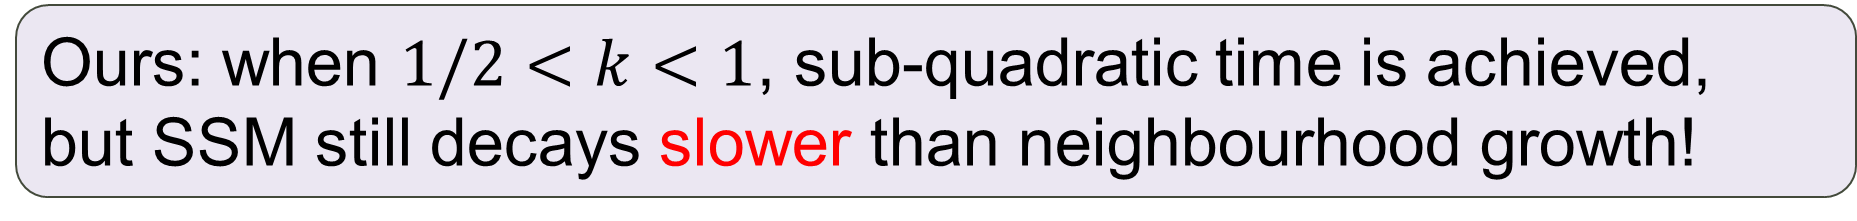 Ours: when 1/2 < k < 1, sub-quadratic time is achieved,
but SSM still decays slower than neighbourhood growth!